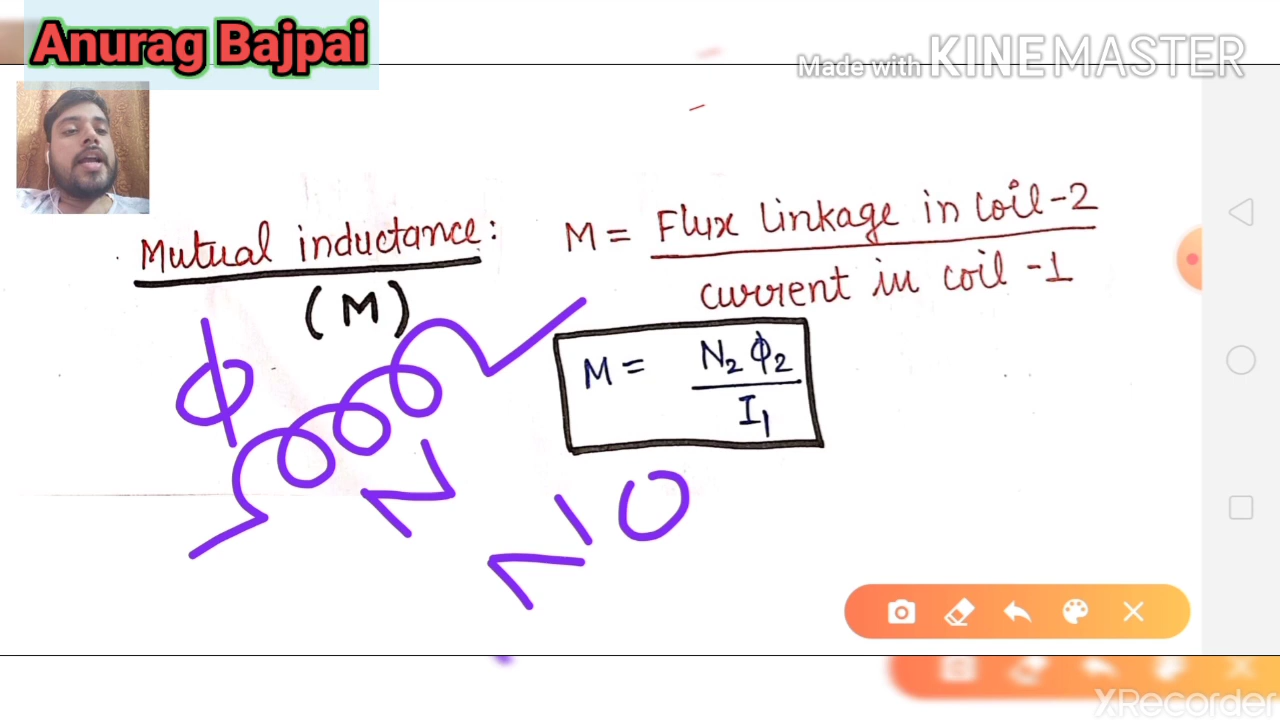 Anurag Bajpai
Made with KINEMASTER
Mutual inductance:
(M)
M = Flux linkage in coil-2
current in coil -1
M = N₂ ϕ₂
I₁
ϕ
N
XRecorder